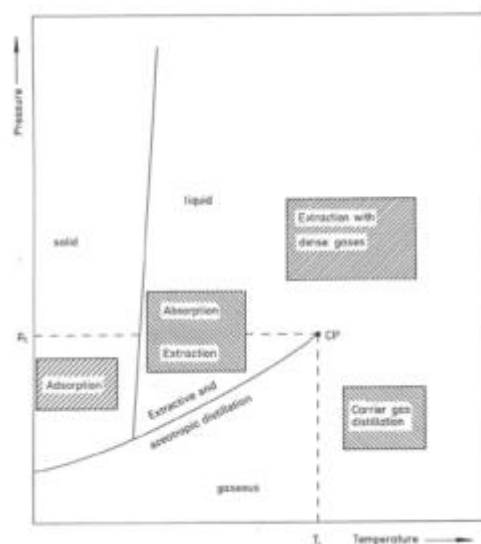 Pressure
liquid
solid
Extraction with
dense gases
Absorption
Extraction
CP
Adsorption
Extractive and
azeotropic distillation
Carrier gas
distillation
gaseous
Temperature